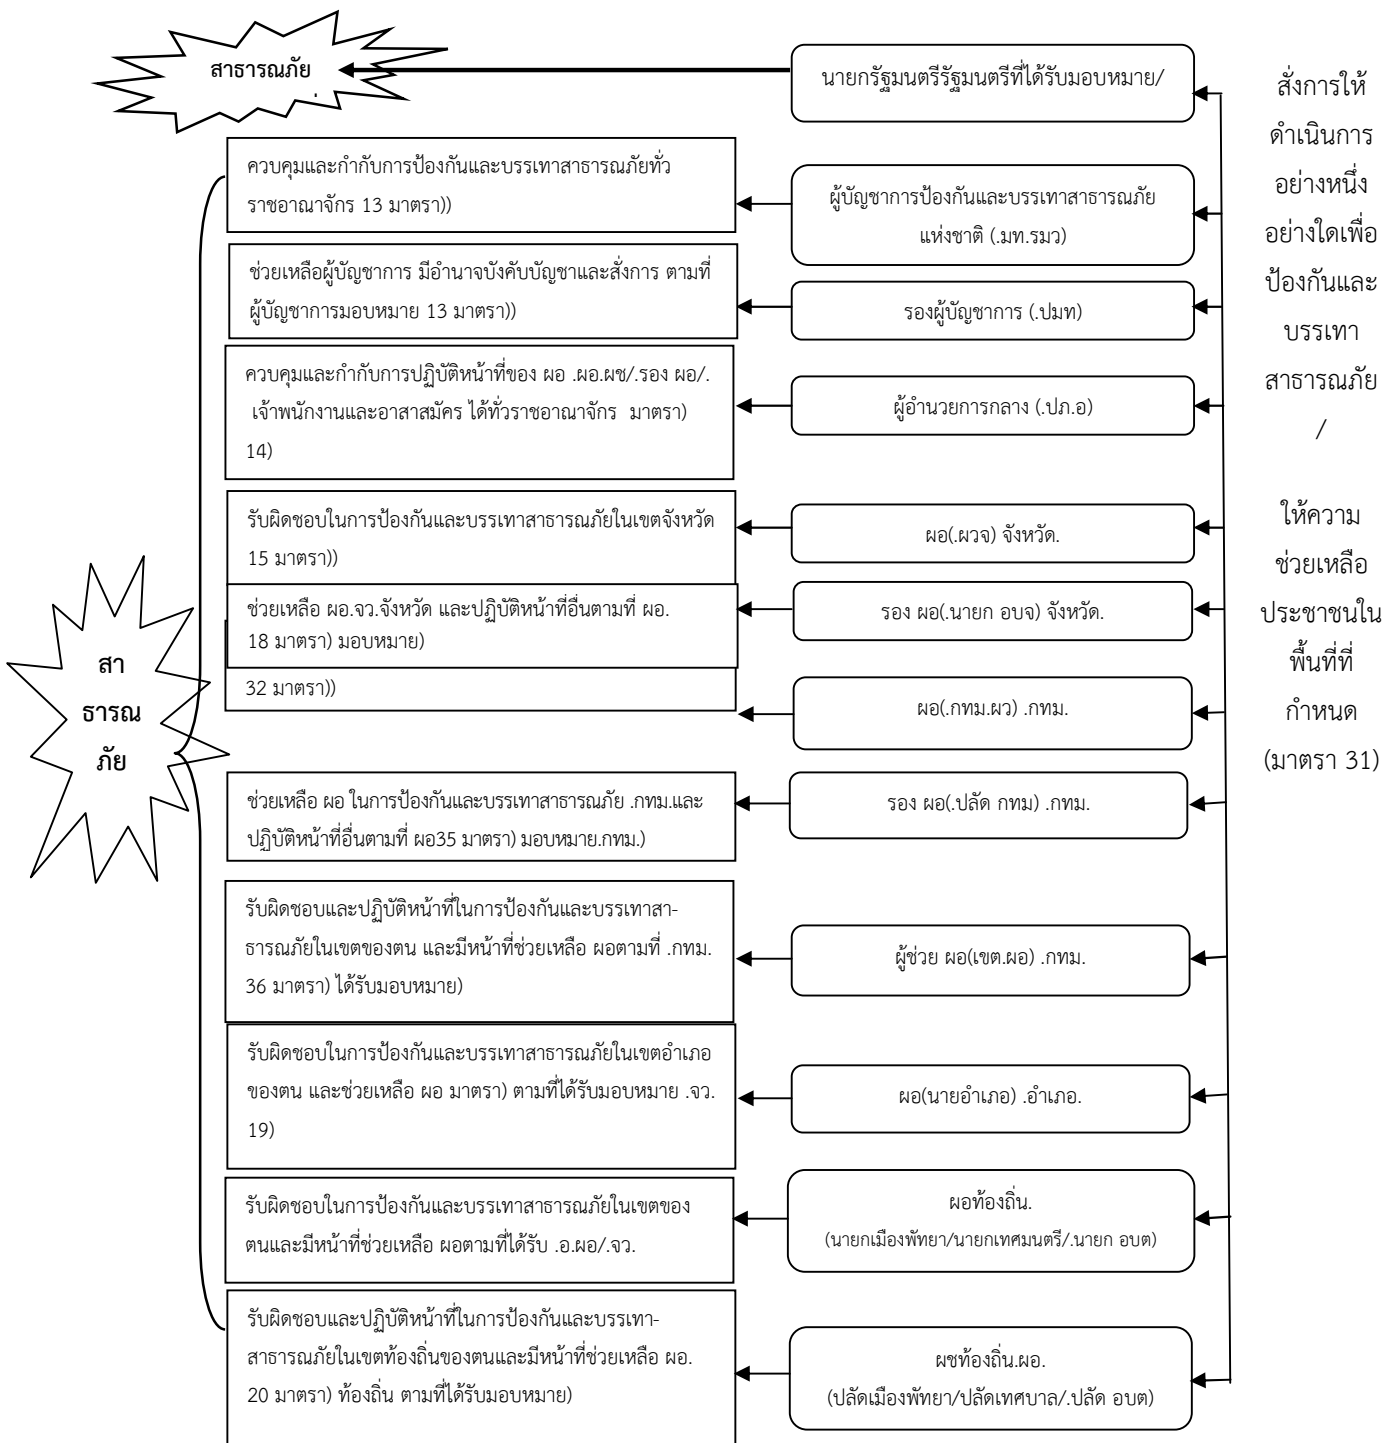 สาธารณภัย
.
นายกรัฐมนตรีรัฐมนตรีที่ได้รับมอบหมาย/
ควบคุมและกำกับการป้องกันและบรรเทาสาธารณภัยทั่ว
ราชอาณาจักร 13 มาตรา))
ผู้บัญชาการป้องกันและบรรเทาสาธารณภัย
แห่งชาติ (.มท.รมว)
ช่วยเหลือผู้บัญชาการ มีอำนาจบังคับบัญชาและสั่งการ ตามที่
ผู้บัญชาการมอบหมาย 13 มาตรา))
รองผู้บัญชาการ (.ปมท)
ควบคุมและกำกับการปฏิบัติหน้าที่ของ ผอ .ผอ.ผช/.รอง ผอ/.
เจ้าพนักงานและอาสาสมัคร ได้ทั่วราชอาณาจักร มาตรา)
14)
ผู้อำนวยการกลาง (.ปภ.อ)
รับผิดชอบในการป้องกันและบรรเทาสาธารณภัยในเขตจังหวัด
15 มาตรา))
ผอ(.ผวจ) จังหวัด.
ช่วยเหลือ ผอ.จว.จังหวัด และปฏิบัติหน้าที่อื่นตามที่ ผอ.
18 มาตรา) มอบหมาย)
รอง ผอ(.นายก อบจ) จังหวัด.
32 มาตรา))
ผอ(.กทม.ผว) .กทม.
ช่วยเหลือ ผอ ในการป้องกันและบรรเทาสาธารณภัย .กทม.และ
ปฏิบัติหน้าที่อื่นตามที่ ผอ35 มาตรา) มอบหมาย.กทม.)
รอง ผอ(.ปลัด กทม) .กทม.
รับผิดชอบและปฏิบัติหน้าที่ในการป้องกันและบรรเทาสา-
ธารณภัยในเขตของตน และมีหน้าที่ช่วยเหลือ ผอตามที่ .กทม.
36 มาตรา) ได้รับมอบหมาย)
ผู้ช่วย ผอ(เขต.ผอ) .กทม.
รับผิดชอบในการป้องกันและบรรเทาสาธารณภัยในเขตอำเภอ
ของตน และช่วยเหลือ ผอ มาตรา) ตามที่ได้รับมอบหมาย .จว.
19)
ผอ(นายอำเภอ) .อำเภอ.
รับผิดชอบในการป้องกันและบรรเทาสาธารณภัยในเขตของ
ตนและมีหน้าที่ช่วยเหลือ ผอตามที่ได้รับ .อ.ผอ/.จว.
ผอท้องถิ่น.
(นายกเมืองพัทยา/นายกเทศมนตรี/.นายก อบต)
รับผิดชอบและปฏิบัติหน้าที่ในการป้องกันและบรรเทา-
สาธารณภัยในเขตท้องถิ่นของตนและมีหน้าที่ช่วยเหลือ ผอ.
20 มาตรา) ท้องถิ่น ตามที่ได้รับมอบหมาย)
ผชท้องถิ่น.ผอ.
(ปลัดเมืองพัทยา/ปลัดเทศบาล/.ปลัด อบต)
สา
ธารณ
ภัย
สั่งการให้
ดำเนินการ
อย่างหนึ่ง
อย่างใดเพื่อ
ป้องกันและ
บรรเทา
สาธารณภัย
/
ให้ความ
ช่วยเหลือ
ประชาชนใน
พื้นที่ที่
กำหนด
(มาตรา 31)